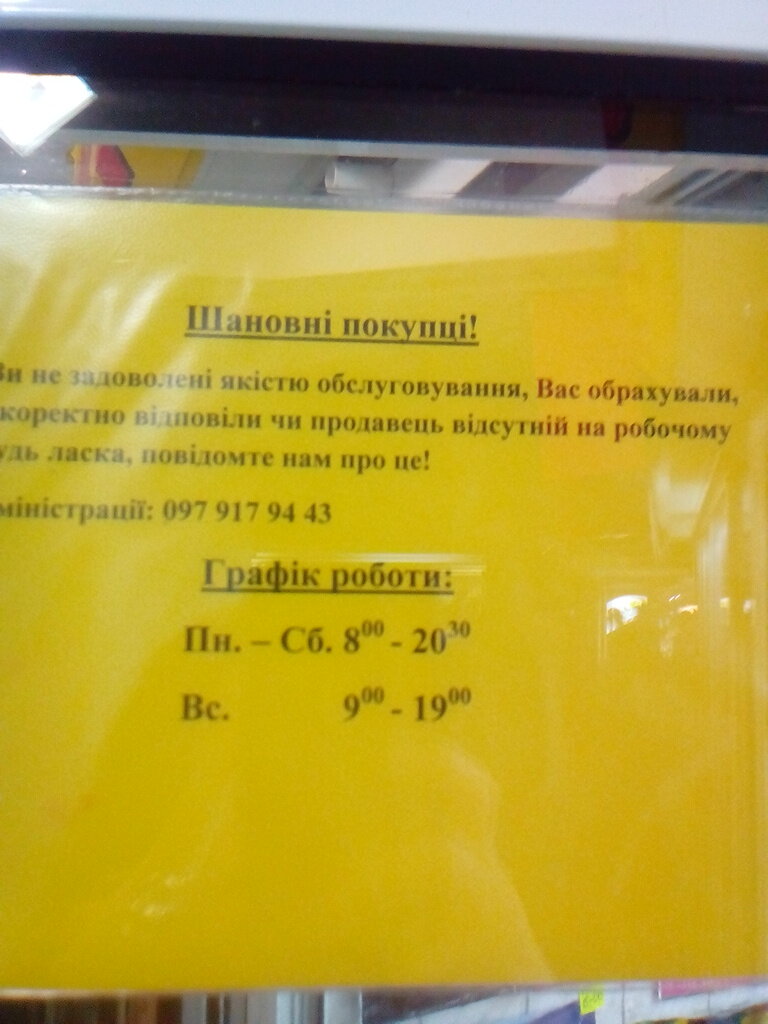 Шановні покупці!
Ви не задоволені якістю обслуговування, Вас обрахували,
коректно відповіли чи продавець відсутній на робочому
удь ласка, повідомте нам про це!
міністрації: 097 917 94 43
Графік роботи:
Пн. – Сб. 8⁰⁰ - 20³⁰
Вс. 9⁰⁰ - 19⁰⁰